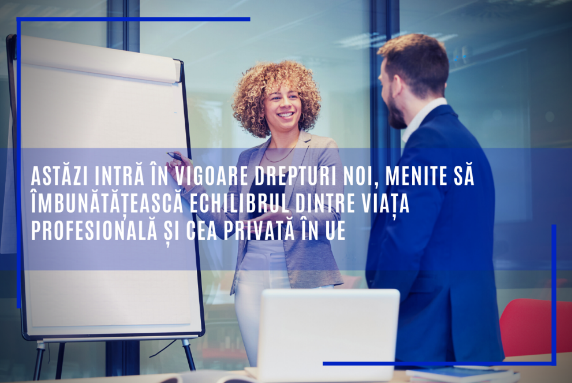 ASTĂZI INTRĂ ÎN VIGOARE DREPTURI NOI, MENITE SĂ
ÎMBUNĂTĂȚEASCĂ ECHILIBRUL DINTRE VIAȚA
PROFESIONALĂ ȘI CEA PRIVATĂ ÎN UE